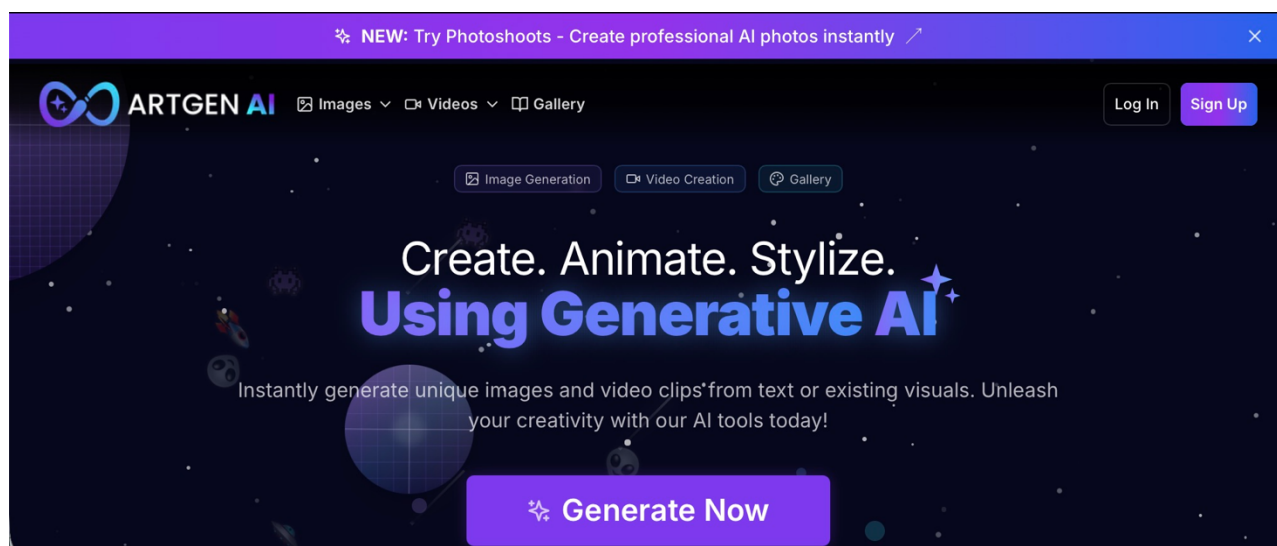 NEW: Try Photoshoots - Create professional AI photos instantly
ARTGEN AI Images Videos Gallery Log In Sign Up
Image Generation Video Creation Gallery
Create. Animate. Stylize.
Using Generative AI
Instantly generate unique images and video clips from text or existing visuals. Unleash
your creativity with our AI tools today!
Generate Now